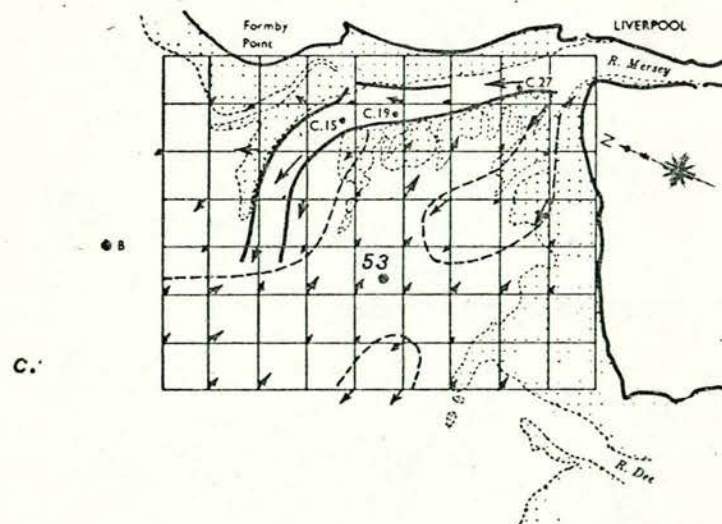 Formby
Point
LIVERPOOL
R. Mersey
C.27
C.19
C.15
N
B
53
C.
R. Dee